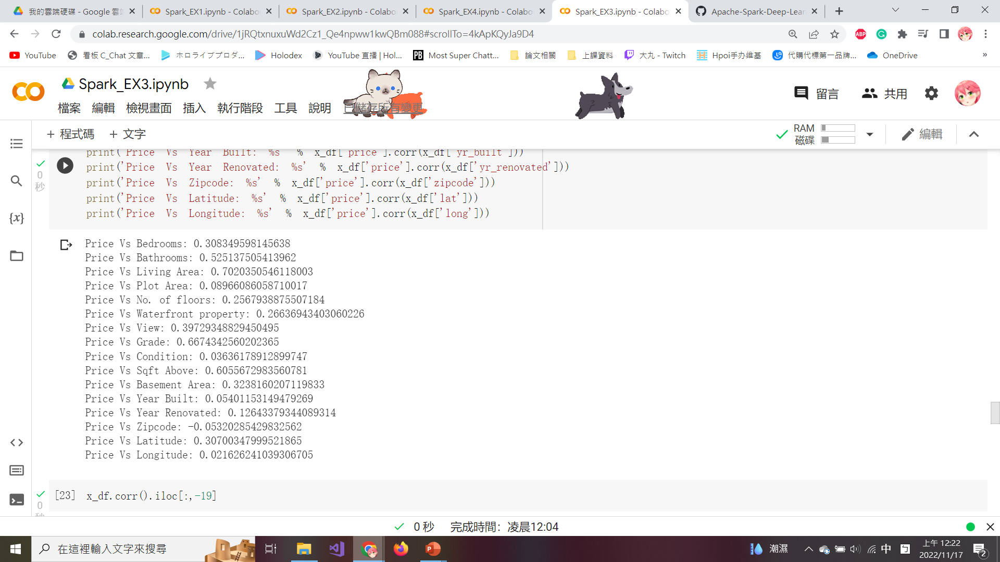 我的雲端硬碟 - Google 雲端
Spark_EX1.ipynb - Colabo
Spark_EX2.ipynb - Colabo
Spark_EX4.ipynb - Colabo
Spark_EX3.ipynb - Colabo
Apache-Spark-Deep-Lear
colab.research.google.com/drive/1jRQtxnuxuWd2Cz1_Qe4npww1kwQBm088#scrollTo=4kApKQyJa9D4
ABP
YouTube
看板 C_Chat 文章...
ホロライブプロダ...
Holodex
YouTube 直播 | Hol...
PB Most Super Chatt...
論文相關
上課資料
大丸 - Twitch
Hpoi手办维基
代購代標第一品牌...
OneDrive
»
Spark_EX3.ipynb
留言
共用
檔案 編輯 檢視畫面 插入 執行階段 工具 說明 已儲存所有變更
+ 程式碼 + 文字
RAM
磁碟
編輯
{x}
0
秒
print('Price Vs Year Built: %s' % x_df['price'].corr(x_df['yr_built']))
print('Price Vs Year Renovated: %s' % x_df['price'].corr(x_df['yr_renovated']))
print('Price Vs Zipcode: %s' % x_df['price'].corr(x_df['zipcode']))
print('Price Vs Latitude: %s' % x_df['price'].corr(x_df['lat']))
print('Price Vs Longitude: %s' % x_df['price'].corr(x_df['long']))
Price Vs Bedrooms: 0.308349598145638
Price Vs Bathrooms: 0.525137505413962
Price Vs Living Area: 0.7020350546118003
Price Vs Plot Area: 0.08966086058710017
Price Vs No. of floors: 0.2567938875507184
Price Vs Waterfront property: 0.26636943403060226
Price Vs View: 0.39729348829450495
Price Vs Grade: 0.6674342560202365
Price Vs Condition: 0.03636178912899747
Price Vs Sqft Above: 0.6055672983560781
Price Vs Basement Area: 0.3238160207119833
Price Vs Year Built: 0.05401153149479269
Price Vs Year Renovated: 0.12643379344089314
Price Vs Zipcode: -0.05320285429832562
Price Vs Latitude: 0.30700347999521865
Price Vs Longitude: 0.021626241039306705
0
秒
[23] x_df.corr().iloc[:,-19]
0 秒 完成時間：凌晨12:04
在這裡輸入文字來搜尋
潮濕
中
上午 12:22
2022/11/17
2